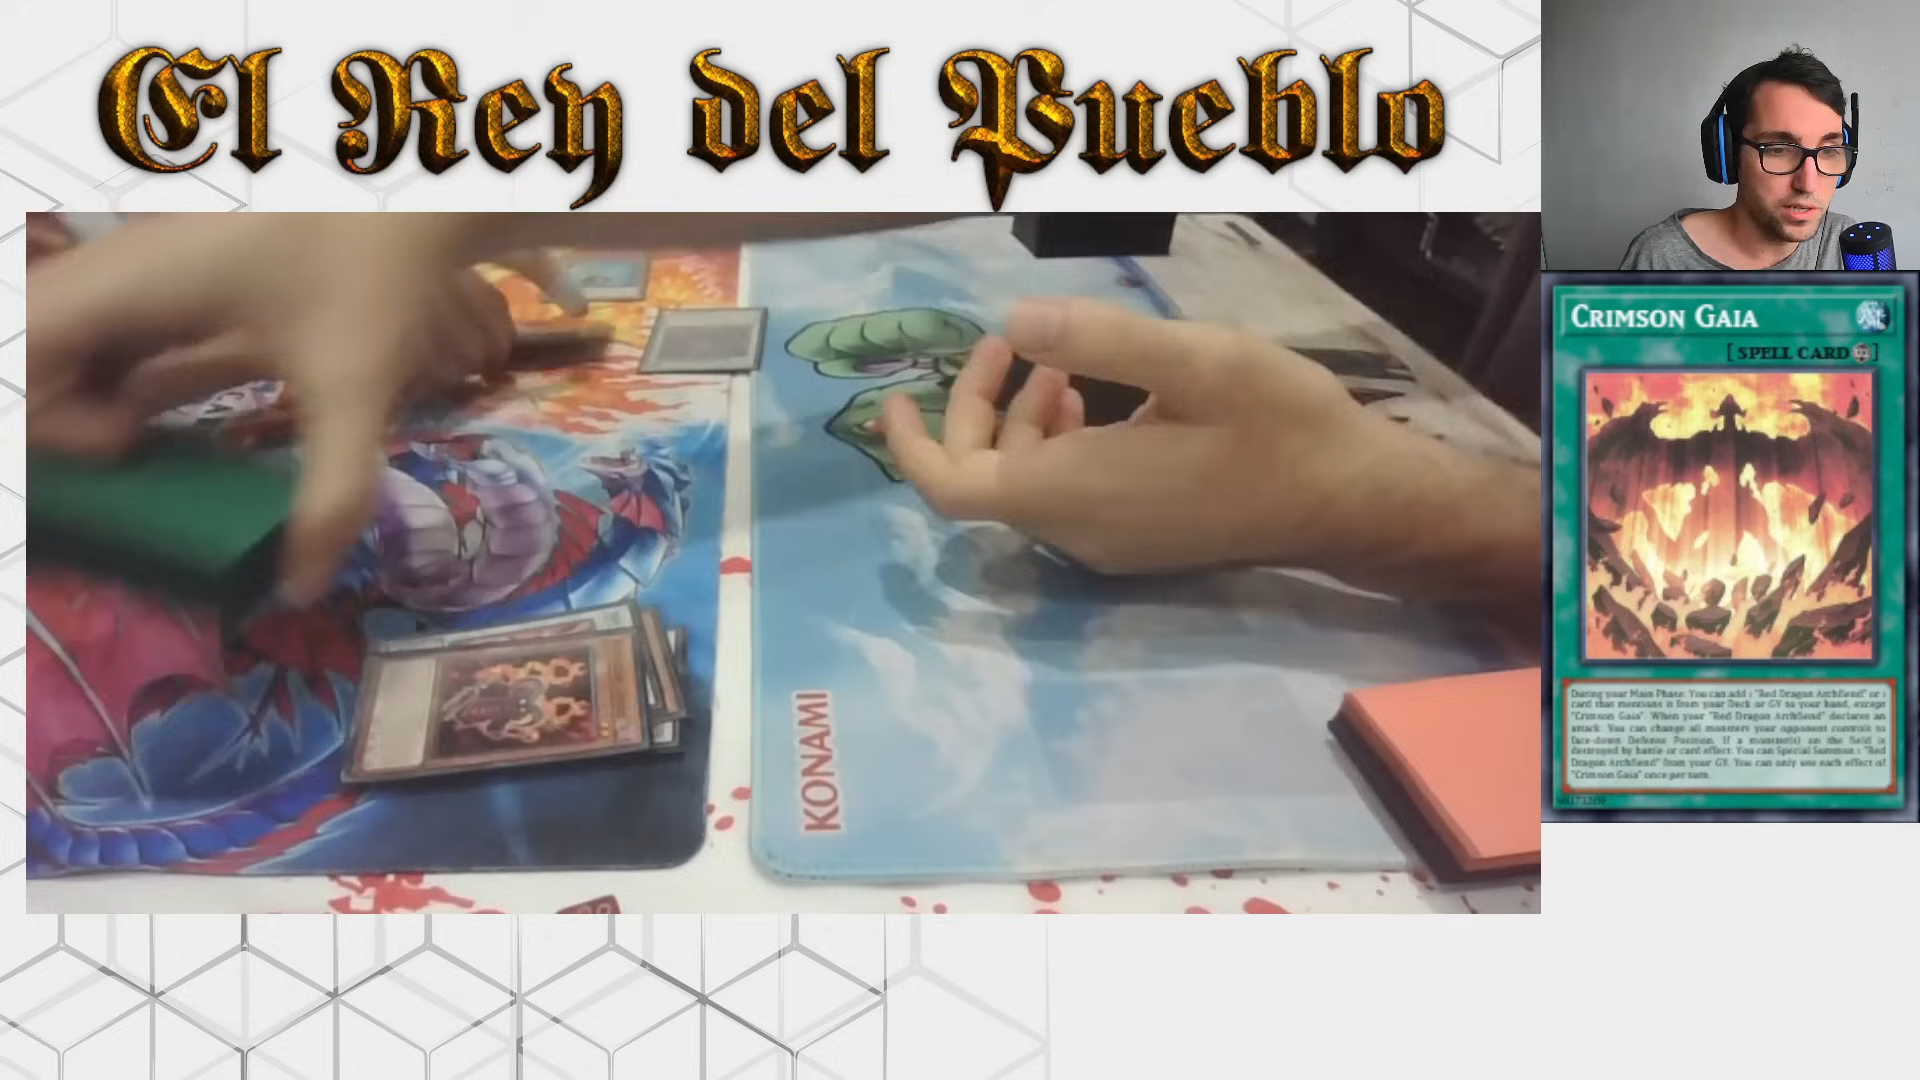 El Rey del Pueblo
CRIMSON GAIA
[ SPELL CARD ]
During your Main Phase: You can add 1 "Red Dragon Archfiend" or 1
card that mentions it from your Deck or GY to your hand, except
"Crimson Gaia". When your "Red Dragon Archfiend" declares an
attack: You can change all monsters your opponent controls to
face-down Defense Position. If a monster(s) on the field is
destroyed by battle or card effect: You can Special Summon 1 "Red
Dragon Archfiend" from your GY. You can only use each effect of
"Crimson Gaia" once per turn.
KONAMI